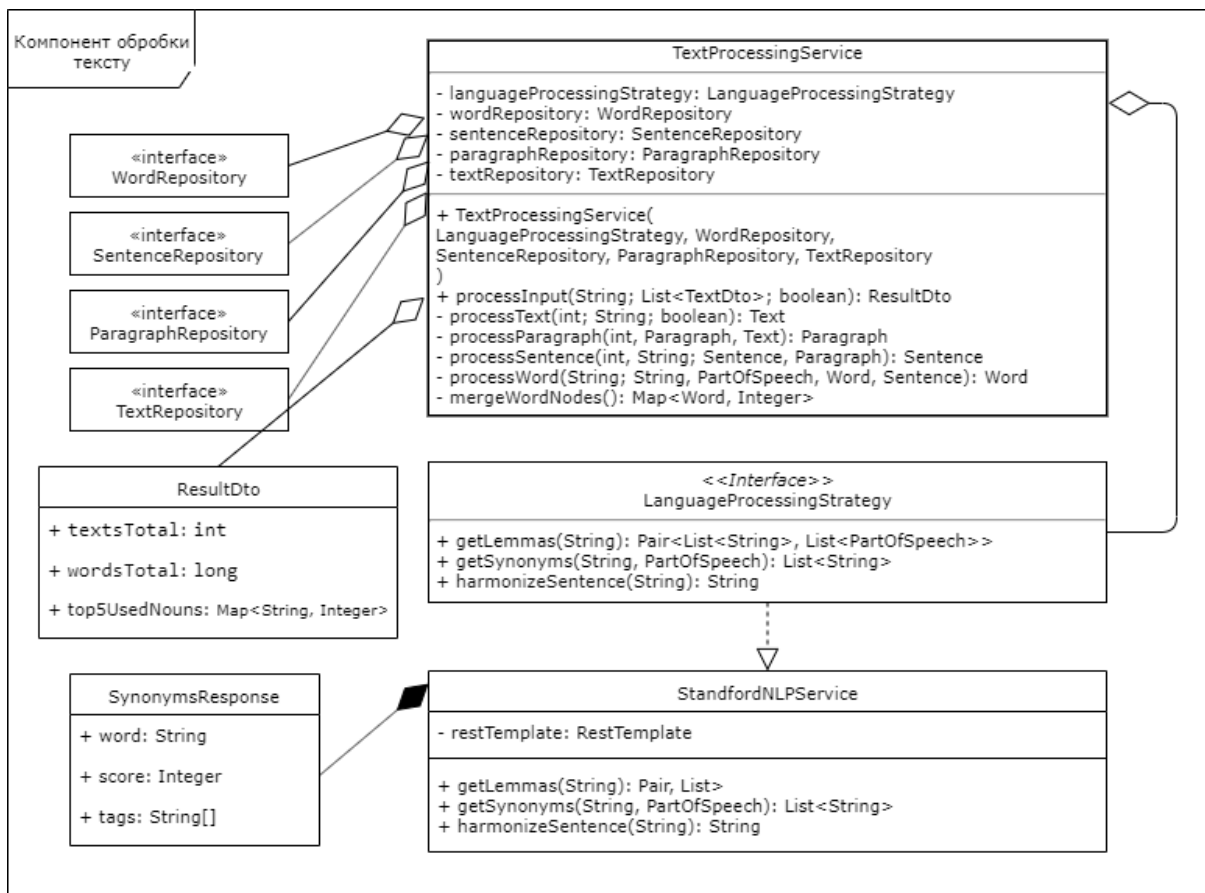 Компонент обробки
тексту
TextProcessingService
- languageProcessingStrategy: LanguageProcessingStrategy
- wordRepository: WordRepository
- sentenceRepository: SentenceRepository
- paragraphRepository: ParagraphRepository
- textRepository: TextRepository
+ TextProcessingService(
LanguageProcessingStrategy, WordRepository,
SentenceRepository, ParagraphRepository, TextRepository
)
+ processInput(String; List<TextDto>; boolean): ResultDto
- processText(int; String; boolean): Text
- processParagraph(int, Paragraph, Text): Paragraph
- processSentence(int, String; Sentence, Paragraph): Sentence
- processWord(String; String, PartOfSpeech, Word, Sentence): Word
- mergeWordNodes(): Map<Word, Integer>
«interface»
WordRepository
«interface»
SentenceRepository
«interface»
ParagraphRepository
«interface»
TextRepository
ResultDto
+ textsTotal: int
+ wordsTotal: long
+ top5UsedNouns: Map<String, Integer>
<<Interface>>
LanguageProcessingStrategy
+ getLemmas(String): Pair<List<String>, List<PartOfSpeech>>
+ getSynonyms(String, PartOfSpeech): List<String>
+ harmonizeSentence(String): String
SynonymsResponse
+ word: String
+ score: Integer
+ tags: String[]
StandfordNLPService
- restTemplate: RestTemplate
+ getLemmas(String): Pair, List>
+ getSynonyms(String, PartOfSpeech): List<String>
+ harmonizeSentence(String): String